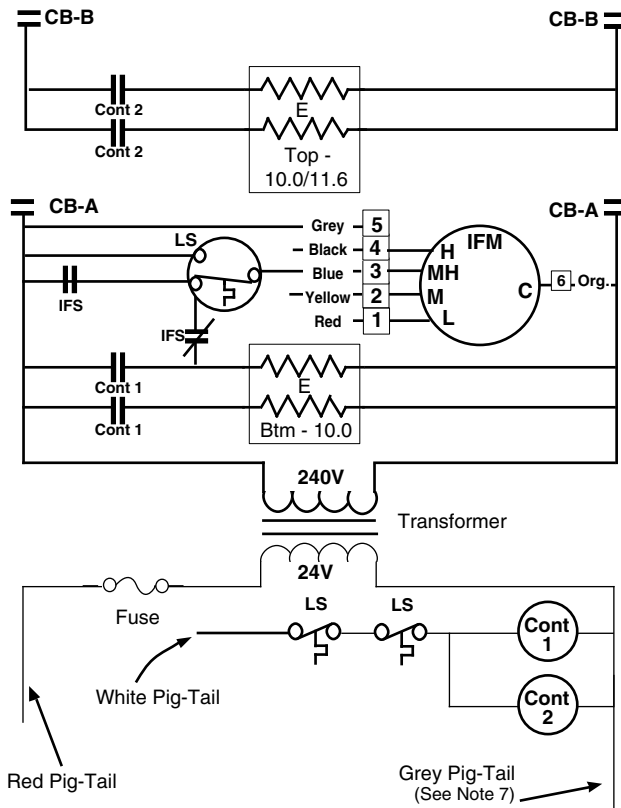 CB-B
CB-B
Cont 2
E
Cont 2
Top -
10.0/11.6
CB-A
CB-A
Grey 5
LS
Black 4 H IFM
Blue 3 MH
6 Org.
C
IFS
Yellow 2 M
Red 1 L
IFS
Cont 1
E
Cont 1
Btm - 10.0
240V
Transformer
24V
LS
LS
Fuse
Cont
1
White Pig-Tail
Cont
2
Red Pig-Tail
Grey Pig-Tail
(See Note 7)